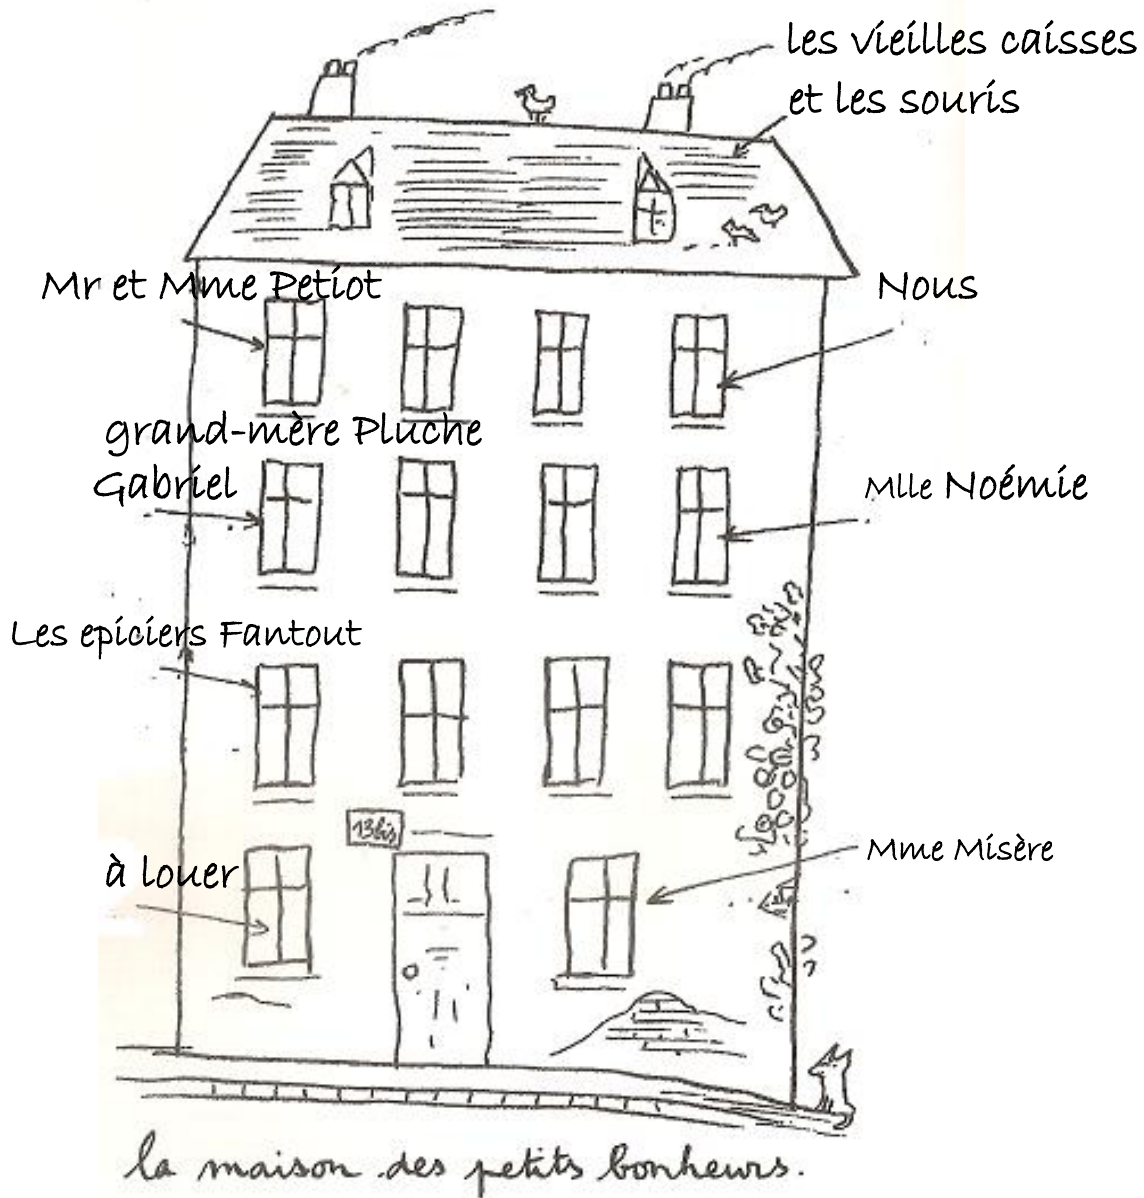 les vieilles caisses
et les souris
Mr et Mme Petiot
Nous
grand-mère Pluche
Gabriel
Mlle Noémie
Les epiciers Fantout
13bis
à louer
Mme Misère
la maison des petits bonheurs.